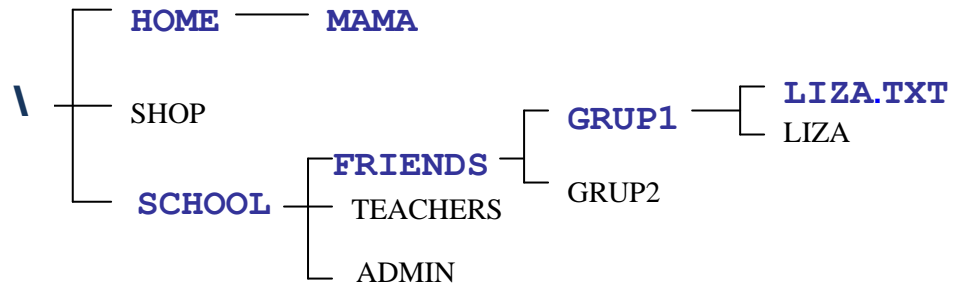 HOME MAMA
\
SHOP
LIZA.TXT
GRUP1
LIZA
FRIENDS
GRUP2
SCHOOL
TEACHERS
ADMIN